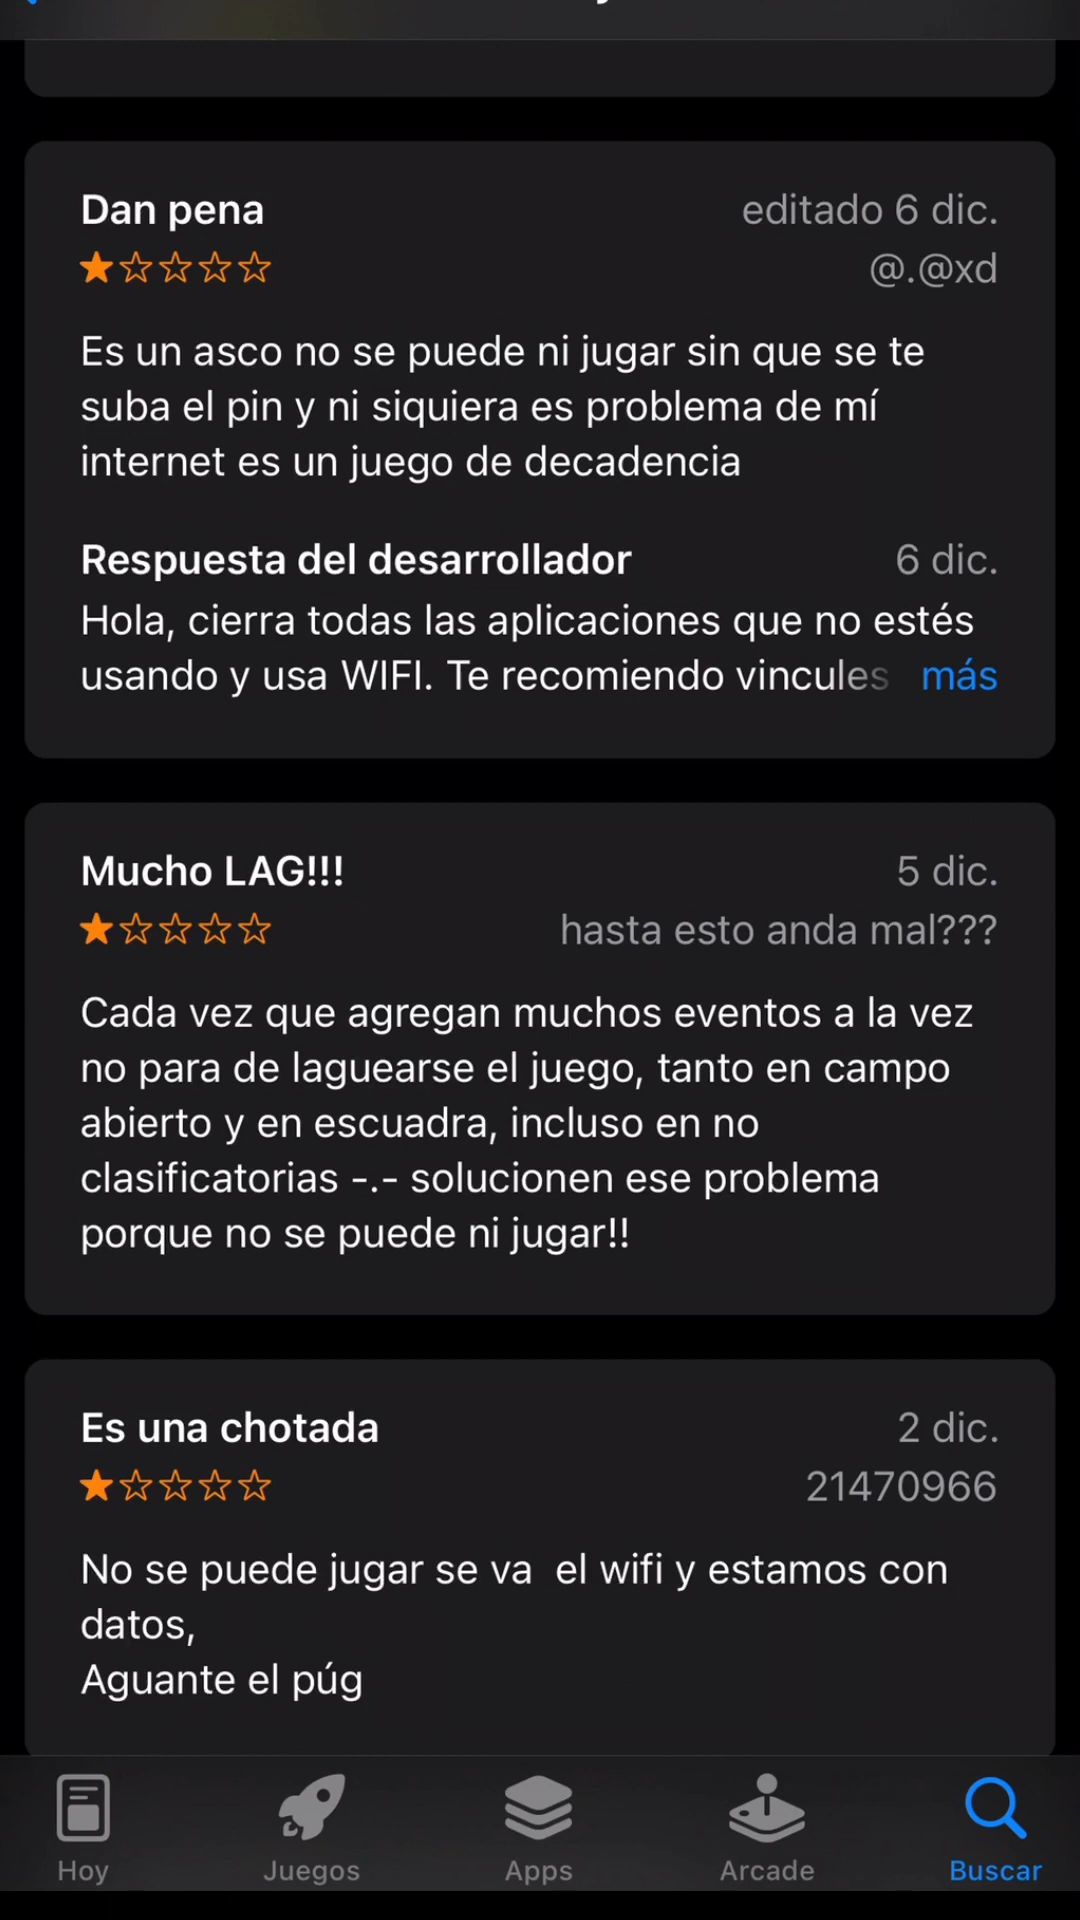 Dan pena
editado 6 dic.
@.@xd
Es un asco no se puede ni jugar sin que se te
suba el pin y ni siquiera es problema de mí
internet es un juego de decadencia
Respuesta del desarrollador
6 dic.
Hola, cierra todas las aplicaciones que no estés
usando y usa WIFI. Te recomiendo vincules más
Mucho LAG!!!
5 dic.
hasta esto anda mal???
Cada vez que agregan muchos eventos a la vez
no para de laguearse el juego, tanto en campo
abierto y en escuadra, incluso en no
clasificatorias -.- solucionen ese problema
porque no se puede ni jugar!!
Es una chotada
2 dic.
21470966
No se puede jugar se va  el wifi y estamos con
datos,
Aguante el púg
Hoy
Juegos
Apps
Arcade
Buscar